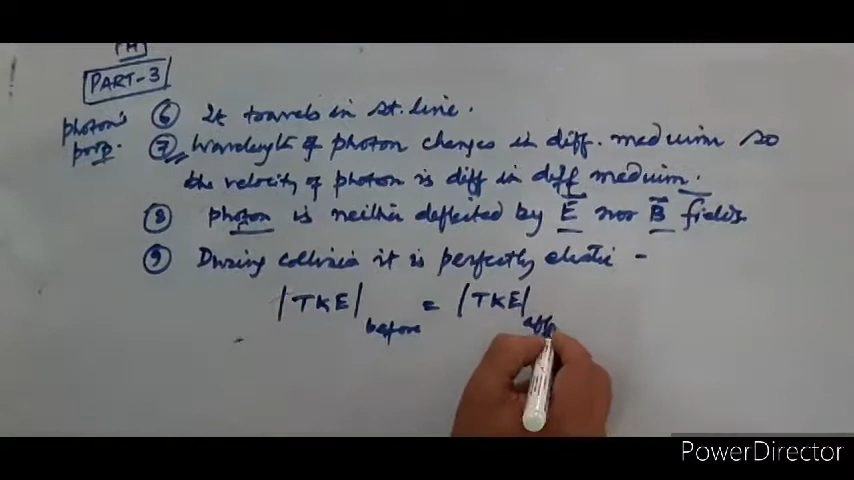 PART-3
photon's prop.
⑥ It travels in st. line.
⑦ Wavelength of photon changes in diff. medium so
the velocity of photon is diff in diff medium.
⑧ photon is neither deflected by E nor B fields
⑨ During collision it is perfectly elastic -
|TKE| before = |TKE|
PowerDirector